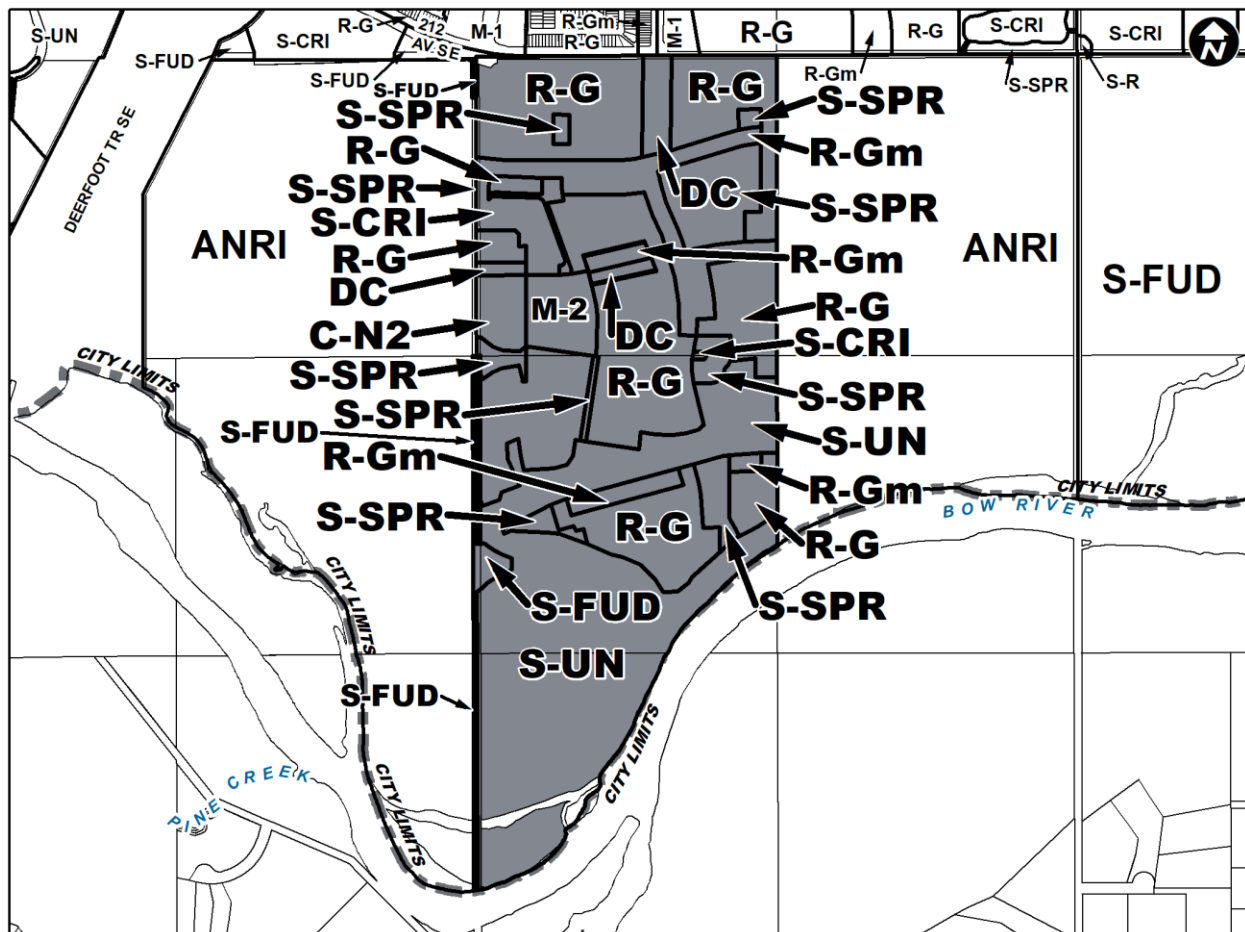 R-G
212
AV SE
M-1
R-Gm
R-G
M-1
R-G
R-Gm
R-G
S-CRI
S-CRI
S-UN
S-FUD
S-CRI
S-FUD
S-FUD
S-SPR
S-R
N
DEERFOOT TR SE
R-G
R-G
S-SPR
S-SPR
R-G
R-Gm
S-SPR
DC
S-SPR
S-CRI
ANRI
ANRI
R-G
R-Gm
S-FUD
DC
R-G
M-2
C-N2
DC
S-CRI
CITY LIMITS
S-SPR
R-G
S-SPR
S-SPR
S-FUD
S-UN
R-Gm
R-Gm
CITY LIMITS
BOW RIVER
S-SPR
R-G
R-G
CITY LIMITS
S-FUD
S-SPR
S-UN
S-FUD
CITY LIMITS
PINE CREEK
CITY LIMITS